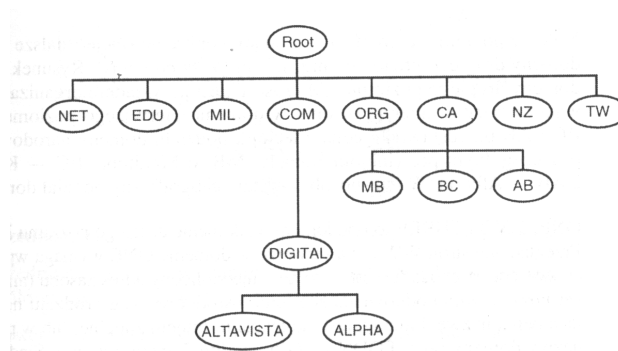 Root
NET EDU MIL COM ORG CA NZ TW
MB BC AB
DIGITAL
ALTAVISTA ALPHA